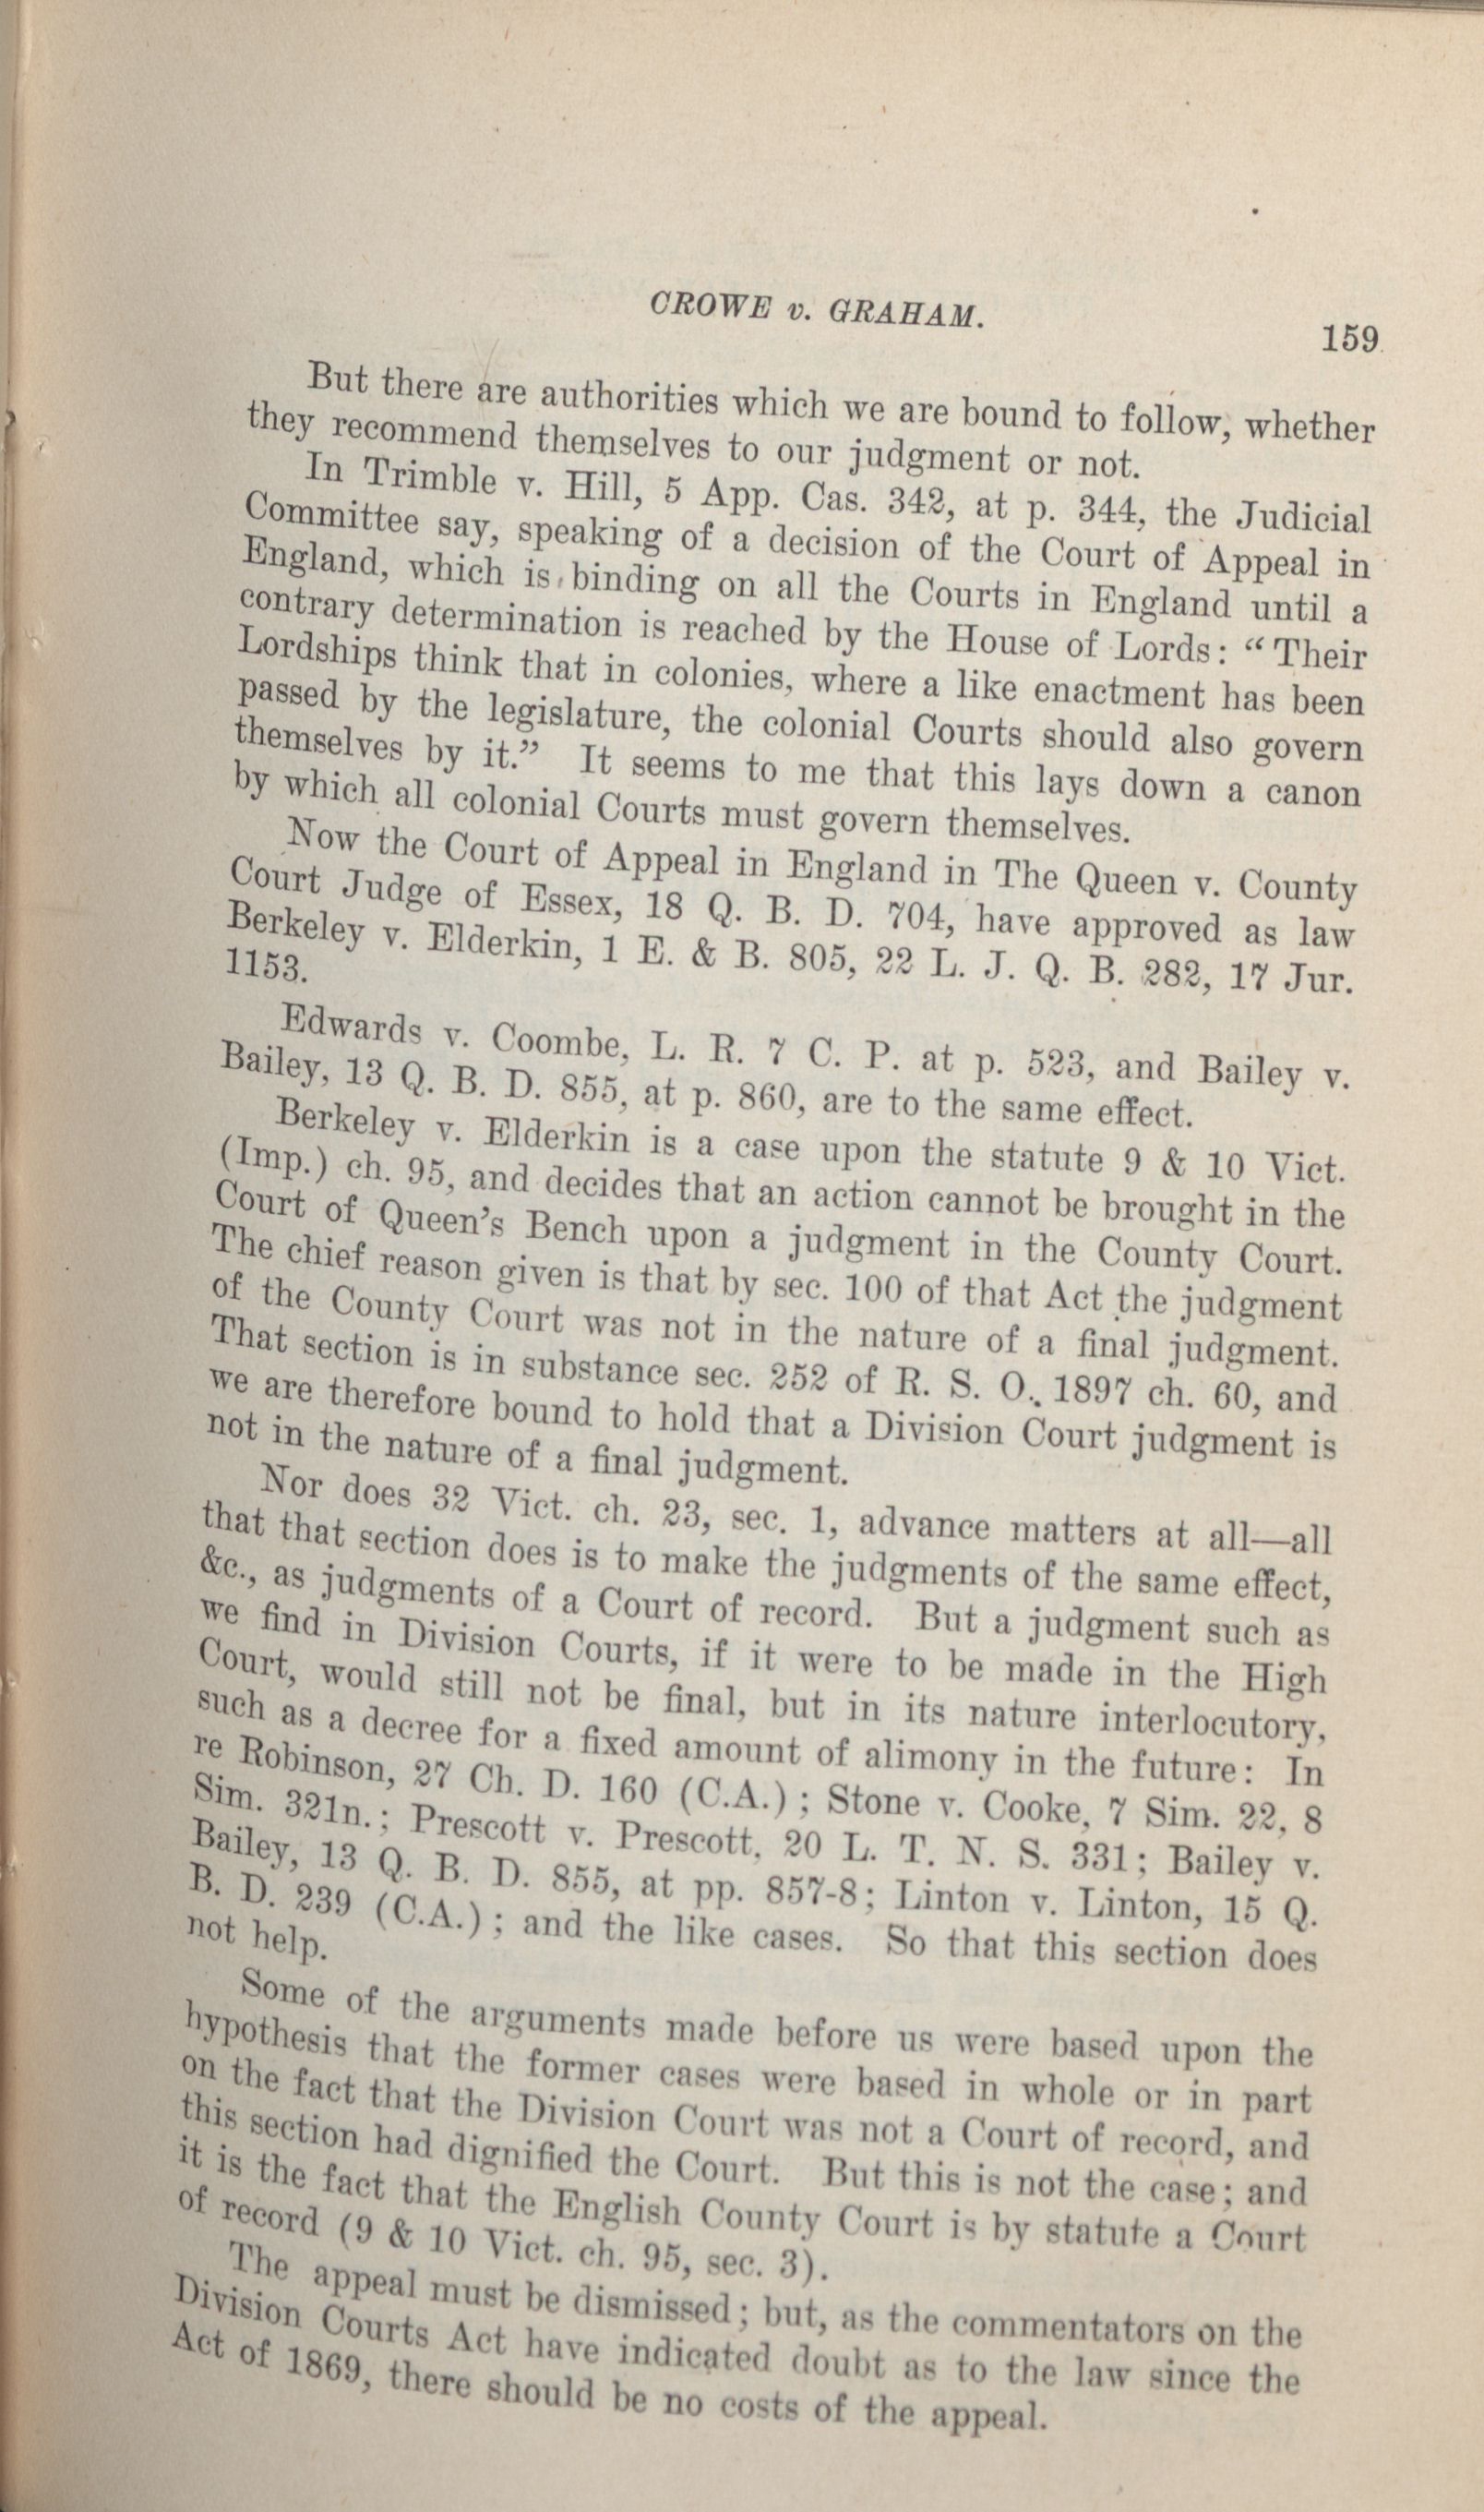 CROWE v. GRAHAM.
159
But there are authorities which we are bound to follow, whether
they recommend themselves to our judgment or not.
In Trimble v. Hill, 5 App. Cas. 342, at p. 344, the Judicial
Committee say, speaking of a decision of the Court of Appeal in
England, which is binding on all the Courts in England until a
contrary determination is reached by the House of Lords: “Their
Lordships think that in colonies, where a like enactment has been
passed by the legislature, the colonial Courts should also govern
themselves by it.” It seems to me that this lays down a canon
by which all colonial Courts must govern themselves.
Now the Court of Appeal in England in The Queen v. County
Court Judge of Essex, 18 Q. B. D. 704, have approved as law
Berkeley v. Elderkin, 1 E. & B. 805, 22 L. J. Q. B. 282, 17 Jur.
1153.
Edwards v. Coombe, L. R. 7 C. P. at p. 523, and Bailey v.
Bailey, 13 Q. B. D. 855, at p. 860, are to the same effect.
Berkeley v. Elderkin is a case upon the statute 9 & 10 Vict.
(Imp.) ch. 95, and decides that an action cannot be brought in the
Court of Queen’s Bench upon a judgment in the County Court.
The chief reason given is that by sec. 100 of that Act the judgment
of the County Court was not in the nature of a final judgment.
That section is in substance sec. 252 of R. S. O. 1897 ch. 60, and
we are therefore bound to hold that a Division Court judgment is
not in the nature of a final judgment.
Nor does 32 Vict. ch. 23, sec. 1, advance matters at all—all
that that section does is to make the judgments of the same effect,
&c., as judgments of a Court of record. But a judgment such as
we find in Division Courts, if it were to be made in the High
Court, would still not be final, but in its nature interlocutory,
such as a decree for a fixed amount of alimony in the future: In
re Robinson, 27 Ch. D. 160 (C.A.); Stone v. Cooke, 7 Sim. 22, 8
Sim. 321n.; Prescott v. Prescott, 20 L. T. N. S. 331; Bailey v.
Bailey, 13 Q. B. D. 855, at pp. 857-8; Linton v. Linton, 15 Q.
B. D. 239 (C.A.); and the like cases. So that this section does
not help.
Some of the arguments made before us were based upon the
hypothesis that the former cases were based in whole or in part
on the fact that the Division Court was not a Court of record, and
this section had dignified the Court. But this is not the case; and
it is the fact that the English County Court is by statute a Court
of record (9 & 10 Vict. ch. 95, sec. 3).
The appeal must be dismissed; but, as the commentators on the
Division Courts Act have indicated doubt as to the law since the
Act of 1869, there should be no costs of the appeal.